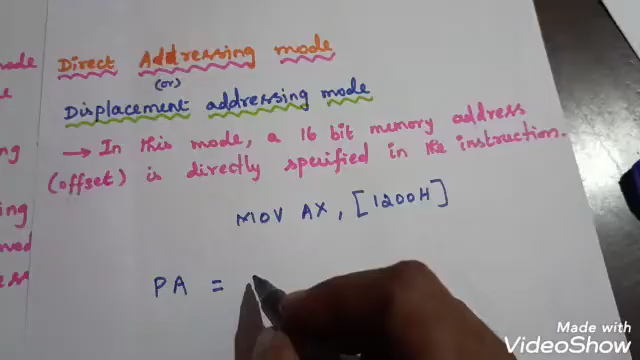 Direct Addressing mode
(or)
Displacement addressing mode
→ In this mode, a 16 bit memory address
(offset) is directly specified in the instruction.
MOV AX, [1200H]
PA =
Made with
VideoShow